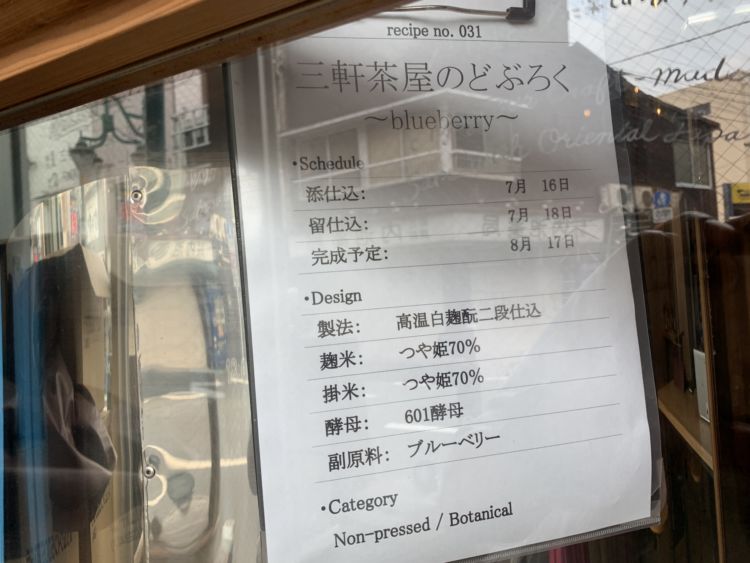 recipe no. 031
三軒茶屋のどぶろく
～blueberry～
・Schedule
添仕込： 7月 16日
留仕込： 7月 18日
完成予定： 8月 17日
・Design
製法： 高温白麹酛二段仕込
麹米： つや姫70%
掛米： つや姫70%
酵母： 601酵母
副原料： ブルーベリー
・Category
Non-pressed / Botanical
Oriental